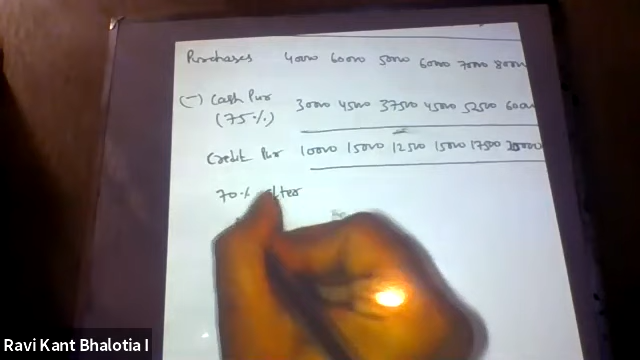 Purchases 40000 60000 50000 60000 70000 80000
(-) Cash Pur 30000 45000 37500 45000 52500 60000
(75%)
Credit Pur 10000 15000 12500 15000 17500 20000
70% after
Ravi Kant Bhalotia I